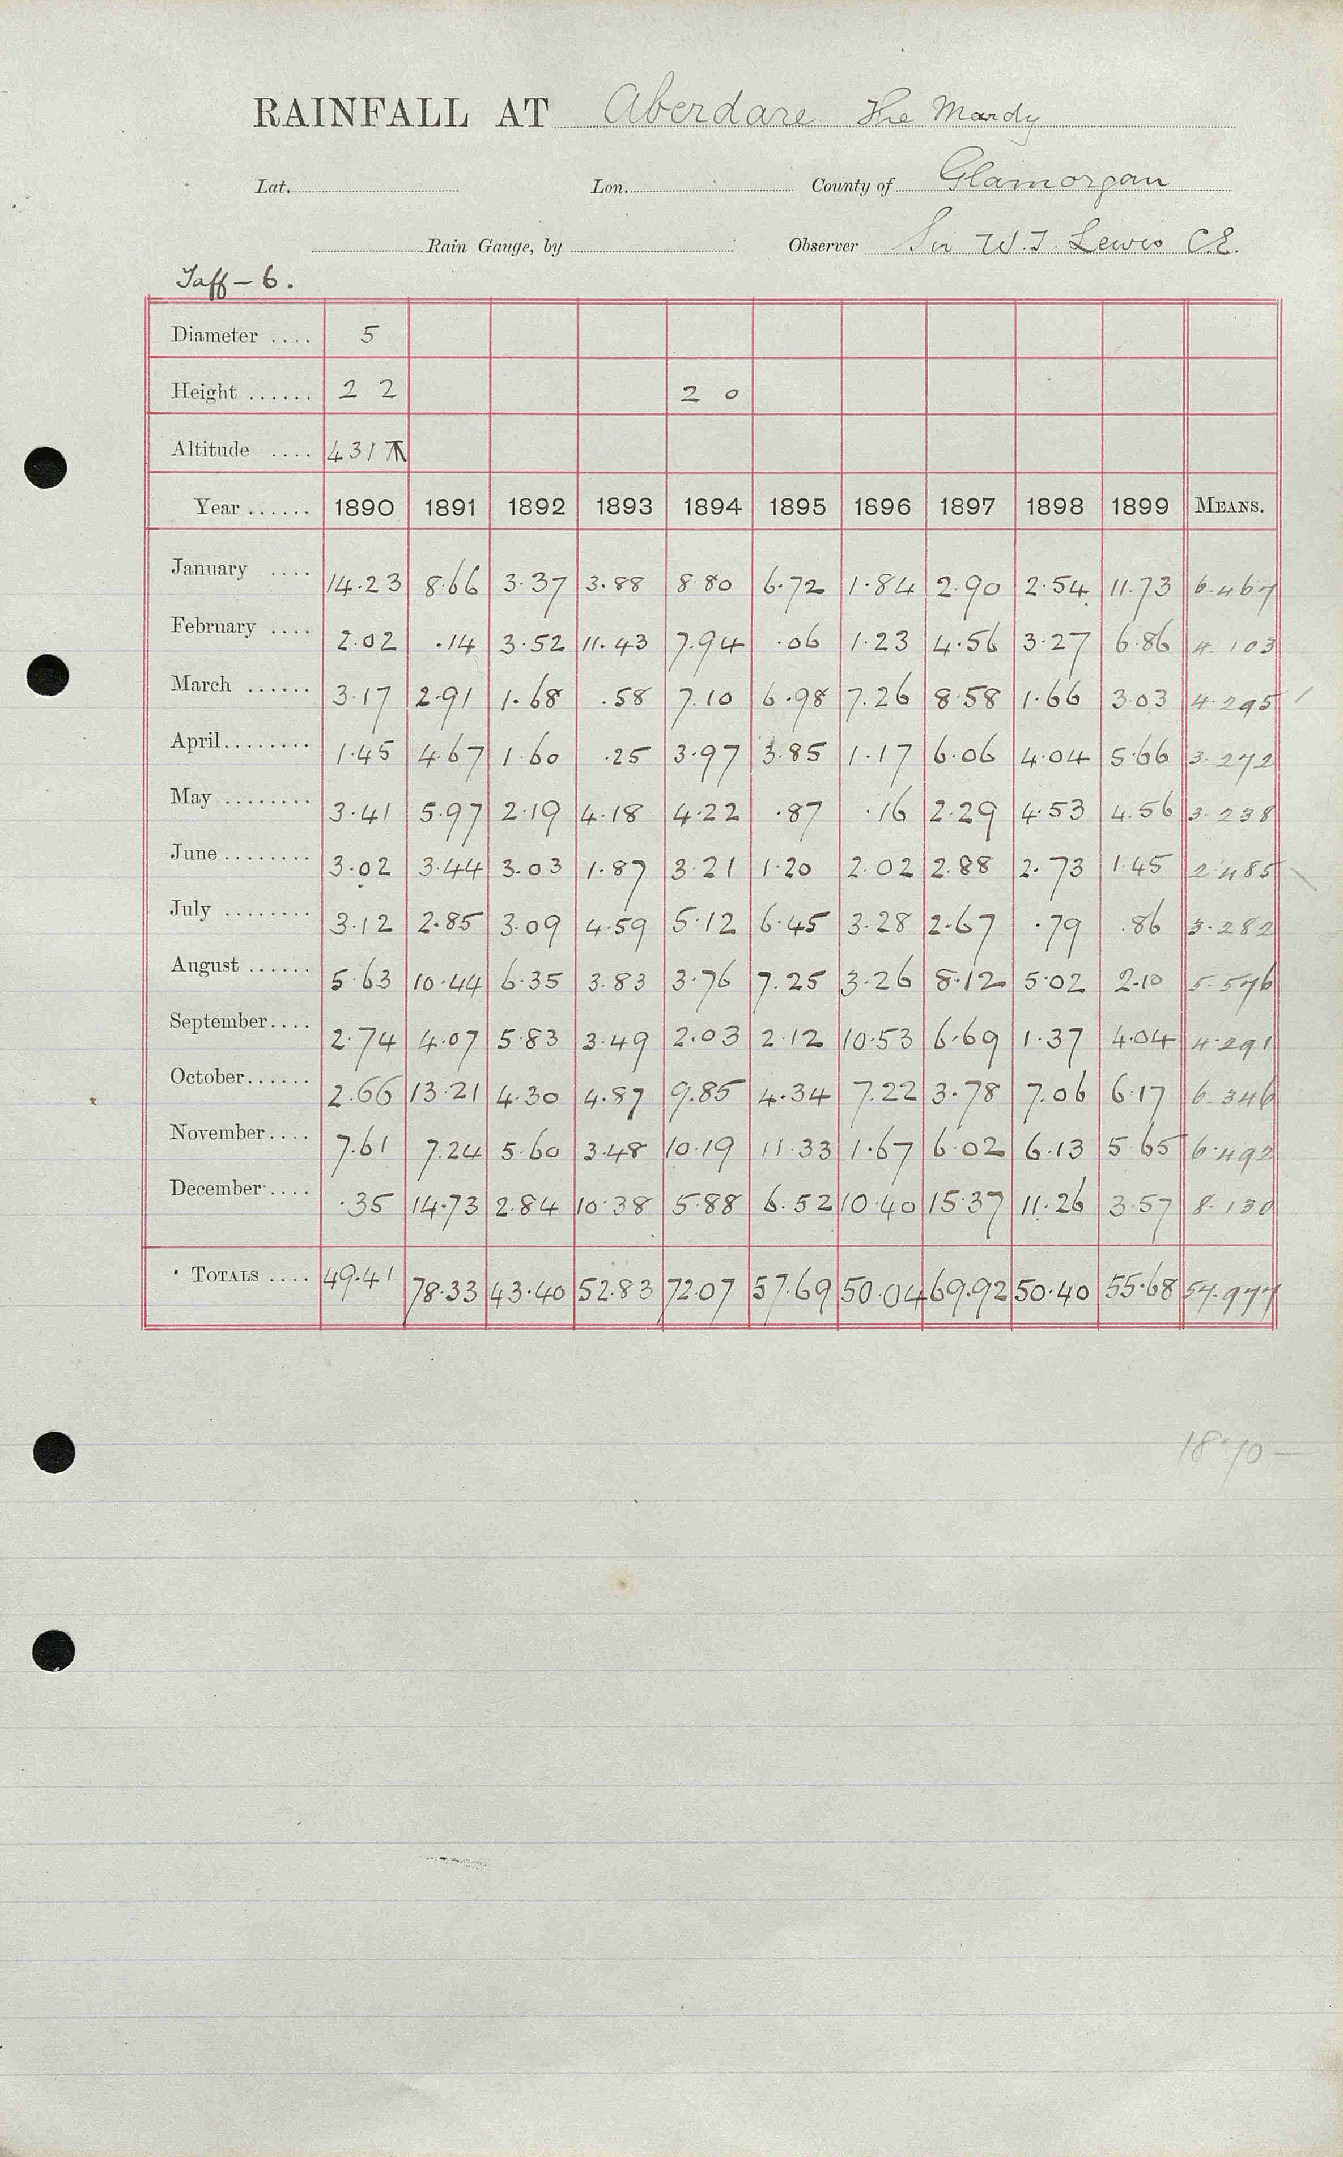 RAINFALL AT Aberdare The Mardy
Lat. Lon. County of Glamorgan
Rain Gauge, by Observer Sir W.T. Lewis C.E.
Taff - 6.
Diameter .... 5
Height ...... 2 2 2 0
Altitude .... 431
Year ...... 1890 1891 1892 1893 1894 1895 1896 1897 1898 1899 MEANS.
January .... 14.23 8.66 3.37 3.88 8.80 6.72 1.84 2.90 2.54 11.73 6.467
February .... 2.02 .14 3.52 11.43 7.94 .06 1.23 4.56 3.27 6.86 4.103
March ...... 3.17 2.91 1.68 .58 7.10 6.98 7.26 8.58 1.66 3.03 4.295
April........ 1.45 4.67 1.60 .25 3.97 3.85 1.17 6.06 4.04 5.66 3.272
May ........ 3.41 5.97 2.19 4.18 4.22 .87 .16 2.29 4.53 4.56 3.238
June ........ 3.02 3.44 3.03 1.87 3.21 1.20 2.02 2.88 2.73 1.45 2.485
July ........ 3.12 2.85 3.09 4.59 5.12 6.45 3.28 2.67 .79 .86 3.282
August ...... 5.63 10.44 6.35 3.83 3.76 7.25 3.26 8.12 5.02 2.10 5.576
September.... 2.74 4.07 5.83 3.49 2.03 2.12 10.53 6.69 1.37 4.04 4.291
October...... 2.66 13.21 4.30 4.87 9.85 4.34 7.22 3.78 7.06 6.17 6.346
November.... 7.61 7.24 5.60 3.48 10.19 11.33 1.67 6.02 6.13 5.65 6.492
December.... .35 14.73 2.84 10.38 5.88 6.52 10.40 15.37 11.26 3.57 8.130
TOTALS .... 49.41 78.33 43.40 52.83 72.07 57.69 50.04 69.92 50.40 55.68 57.977